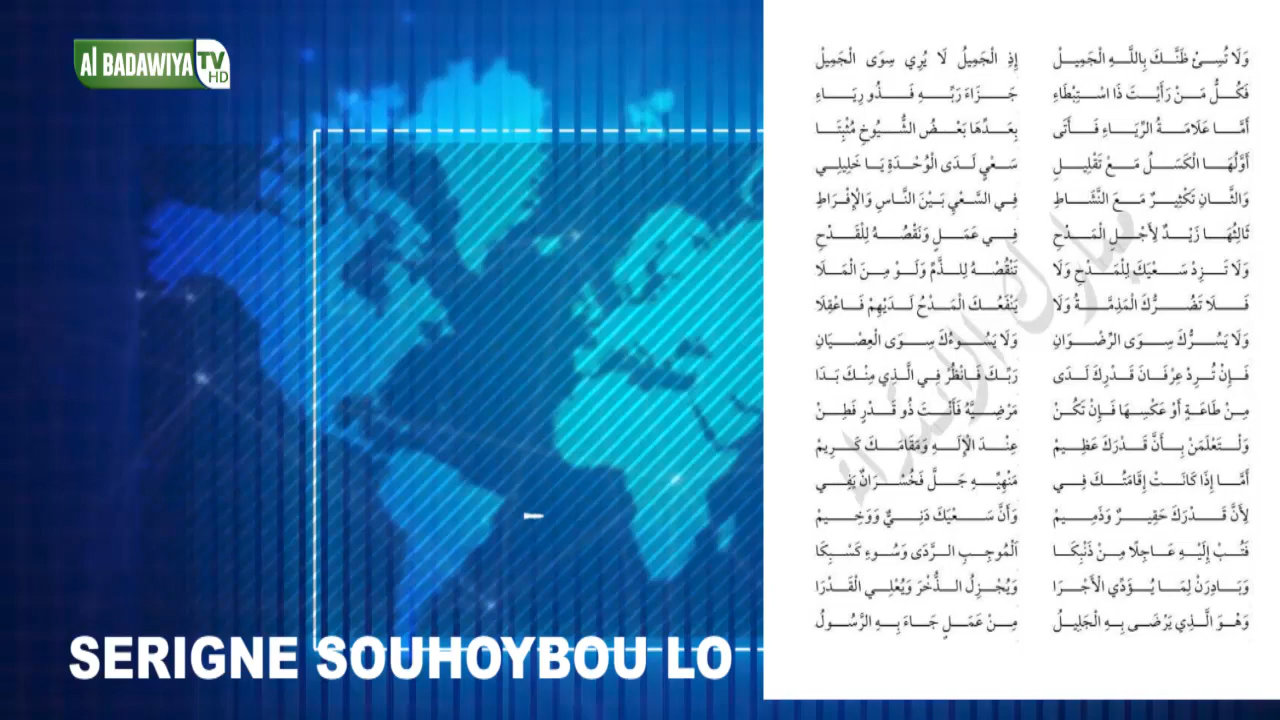 Al BADAWIYA TV HD
وَلَا تُسِئْ ظَنَّكَ بِاللَّهِ الْجَمِيلْ إِذِ الْجَمِيلُ لَا يُرِي سِوَى الْجَمِيلْ
فَكُلُّ مَنْ رَأَيْتَ ذَا اسْتِبْطَاءِ جَزَاءَ رَبِّهِ فَذُو رِيَاءِ
أَمَّا عَلَامَةُ الرِّيَاءِ فَأَتَى بِعَدِّهَا بَعْضُ الشُّيُوخِ مُثْبِتَا
أَوَّلُهَا الْكَسَلُ مَعْ تَقْلِيلِ سَعْيٍ لَدَى الْوُحْدَةِ يَا خَلِيلِي
وَالثَّانِ تَكْثِيرٌ مَعَ النَّشَاطِ فِي السَّعْيِ بَيْنَ النَّاسِ وَالْإِفْرَاطِ
ثَالِثُهَا زَيْدٌ لِأَجْلِ الْمَدْحِ فِي عَمَلٍ وَنَقْصُهُ لِلْقَدْحِ
وَلَا تَزِدْ سَعْيَكَ لِلْمَدْحِ وَلَا تَنْقُصْهُ لِلذَّمِّ وَلَوْ مِنَ الْمَلَا
فَلَا تَضُرُّكَ الْمَذِمَّةُ وَلَا يَنْفَعُكَ الْمَدْحُ لَدَيْهِمْ فَاعْقِلَا
وَلَا يَسُرُّكَ سِوَى الرِّضْوَانِ وَلَا يَسُوءُكَ سِوَى الْعِصْيَانِ
فَإِنْ تُرِدْ عِرْفَانَ قَدْرِكَ لَدَى رَبِّكَ فَانْظُرْ فِي الَّذِي مِنْكَ بَدَا
مِنْ طَاعَةٍ أَوْ عَكْسِهَا فَإِنْ تَكُنْ مَرْضِيَّةً فَأَنْتَ ذُو قَدْرٍ فَطِنْ
وَلْتَعْلَمَنْ بِأَنَّ قَدْرَكَ عَظِيمْ عِنْدَ الْإِلَهِ وَمَقَامَكَ كَرِيمْ
أَمَّا إِذَا كَانَتْ إِقَامَتُكَ فِي مَنْهِيِّهِ جَلَّ فَخُسْرَانٌ يَفِي
لِأَنَّ قَدْرَكَ حَقِيرٌ وَذَمِيمْ وَأَنَّ سَعْيَكَ دَنِيٌّ وَوَخِيمْ
فَتُبْ إِلَيْهِ عَاجِلًا مِنْ ذَنْبِكَا اَلْمُوجِبِ الرَّدَى وَسُوءِ كَسْبِكَا
وَبَادِرَنْ لِمَا يُؤَدِّي الْأَجْرَا وَيُجْزِلُ الذُّخْرَ وَيُعْلِي الْقَدْرَا
وَهُوَ الَّذِي يَرْضَى بِهِ الْجَلِيلُ مِنْ عَمَلٍ جَاءَ بِهِ الرَّسُولُ
SERIGNE SOUHOYBOU LO